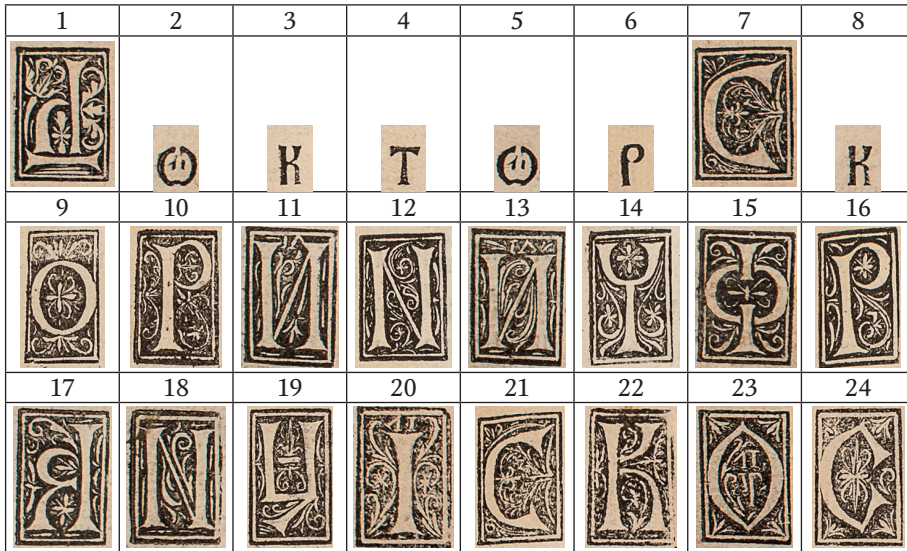 1 2 3 4 5 6 7 8
Ѡ К Т Ѡ Р Є К
9 10 11 12 13 14 15 16
О Р И N И Ч Ф Р
17 18 19 20 21 22 23 24
N Ц І Є К О С